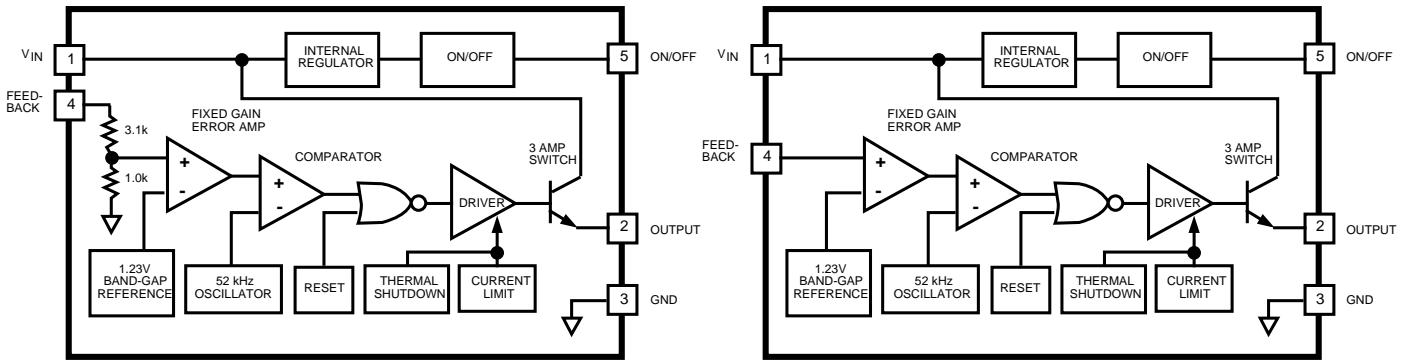 V IN
1
INTERNAL
REGULATOR
ON/OFF
5
ON/OFF
FEED-
BACK
4
3.1k
1.0k
FIXED GAIN
ERROR AMP
+
-
COMPARATOR
+
-
DRIVER
3 AMP
SWITCH
2
OUTPUT
1.23V
BAND-GAP
REFERENCE
52 kHz
OSCILLATOR
RESET
THERMAL
SHUTDOWN
CURRENT
LIMIT
3
GND
V IN
1
INTERNAL
REGULATOR
ON/OFF
5
ON/OFF
FEED-
BACK
4
FIXED GAIN
ERROR AMP
+
-
COMPARATOR
+
-
DRIVER
3 AMP
SWITCH
2
OUTPUT
1.23V
BAND-GAP
REFERENCE
52 kHz
OSCILLATOR
RESET
THERMAL
SHUTDOWN
CURRENT
LIMIT
3
GND